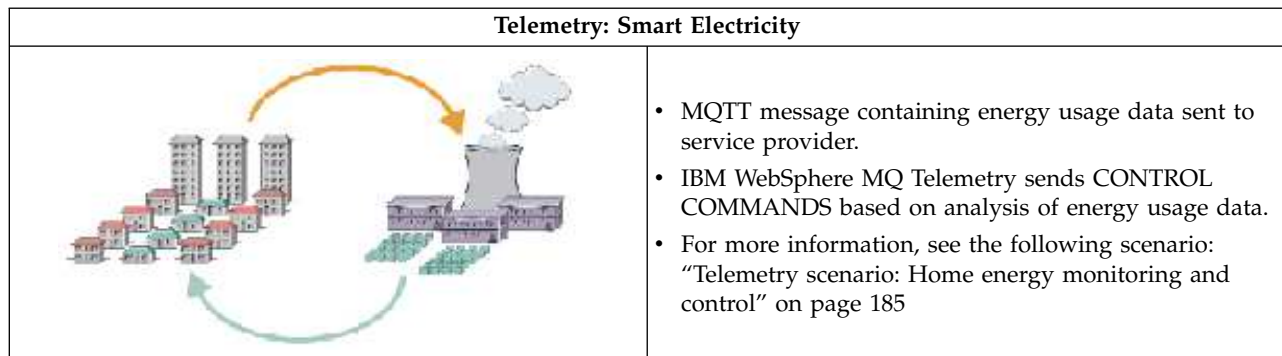 Telemetry: Smart Electricity
• MQTT message containing energy usage data sent to
service provider.
• IBM WebSphere MQ Telemetry sends CONTROL
COMMANDS based on analysis of energy usage data.
• For more information, see the following scenario:
“Telemetry scenario: Home energy monitoring and
control” on page 185